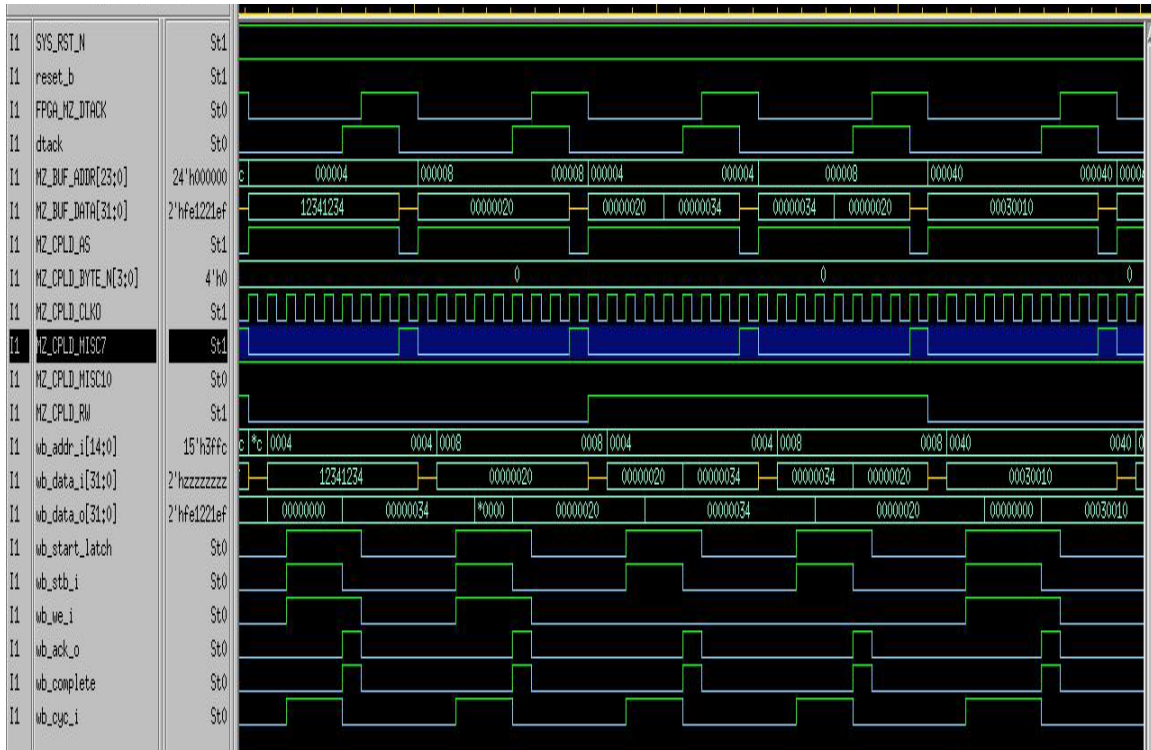 I1 SYS_RST_N St1
I1 reset_b St1
I1 FPGA_MZ_DTACK St0
I1 dtack St0
I1 MZ_BUF_ADDR[23:0] 24'h000000 c 000004 000008 000008 000004 000004 000008 000040 000040 0000
I1 MZ_BUF_DATA[31:0] 2'hfe1221ef 12341234 00000020 00000020 00000034 00000034 00000020 00030010
I1 MZ_CPLD_AS St1
I1 MZ_CPLD_BYTE_N[3:0] 4'h0 0 0 0
I1 MZ_CPLD_CLKO St1
I1 MZ_CPLD_MISC7 St1
I1 MZ_CPLD_MISC10 St0
I1 MZ_CPLD_RW St1
I1 wb_addr_i[14:0] 15'h3ffc c *c 0004 0004 0008 0008 0004 0004 0008 0008 0040 0040 0
I1 wb_data_i[31:0] 2'hzzzzzzzz 12341234 00000020 00000020 00000034 00000034 00000020 00030010
I1 wb_data_o[31:0] 2'hfe1221ef 00000000 00000034 *0000 00000020 00000034 00000020 00000000 00030010
I1 wb_start_latch St0
I1 wb_stb_i St0
I1 wb_we_i St0
I1 wb_ack_o St0
I1 wb_complete St0
I1 wb_cyc_i St0